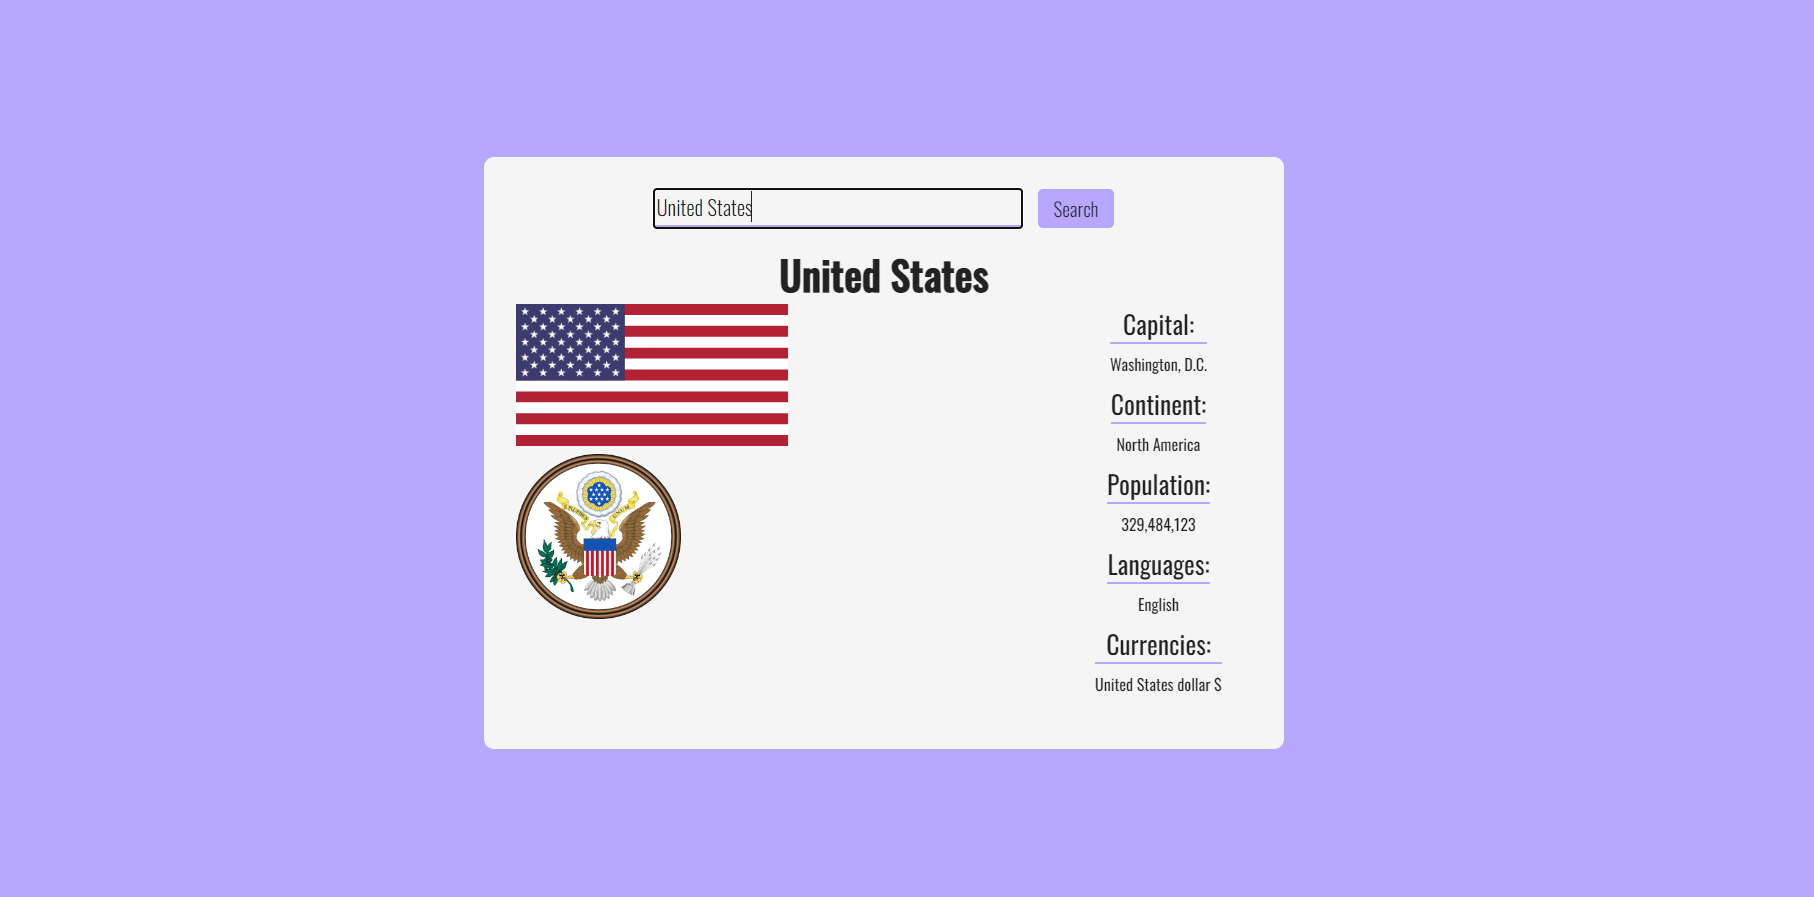 United States
Search
United States
Capital:
Washington, D.C.
Continent:
North America
Population:
329,484,123
Languages:
English
Currencies:
United States dollar $